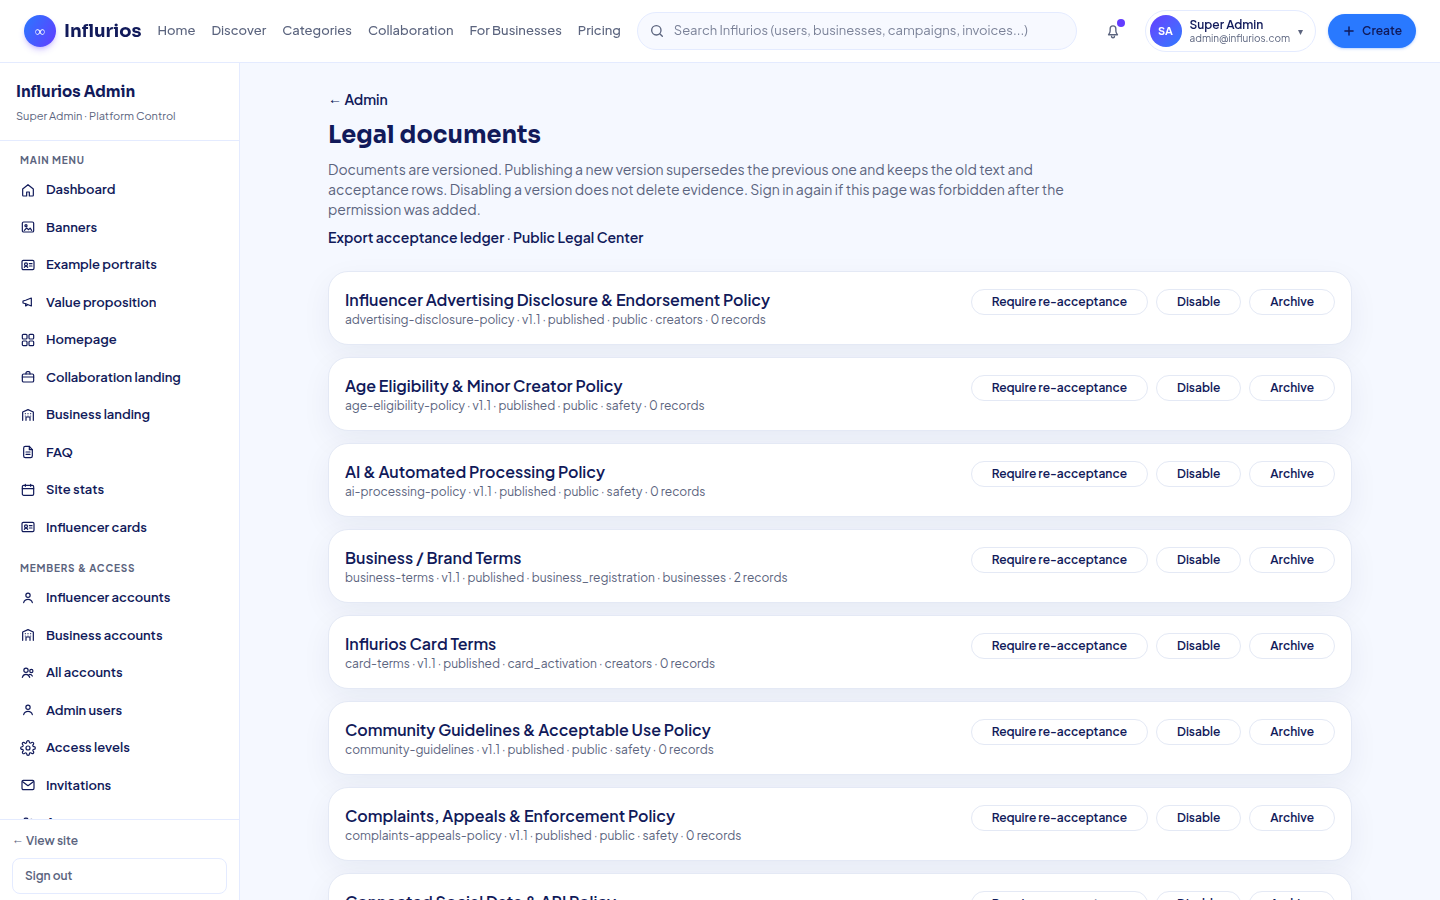 Influrios
Home
Discover
Categories
Collaboration
For Businesses
Pricing
Search Influrios (users, businesses, campaigns, invoices...)
SA
Super Admin
admin@influrios.com
Create
Influrios Admin
Super Admin · Platform Control
MAIN MENU
Dashboard
Banners
Example portraits
Value proposition
Homepage
Collaboration landing
Business landing
FAQ
Site stats
Influencer cards
MEMBERS & ACCESS
Influencer accounts
Business accounts
All accounts
Admin users
Access levels
Invitations
← View site
Sign out
← Admin
Legal documents
Documents are versioned. Publishing a new version supersedes the previous one and keeps the old text and
acceptance rows. Disabling a version does not delete evidence. Sign in again if this page was forbidden after the
permission was added.
Export acceptance ledger · Public Legal Center
Influencer Advertising Disclosure & Endorsement Policy
advertising-disclosure-policy · v1.1 · published · public · creators · 0 records
Require re-acceptance
Disable
Archive
Age Eligibility & Minor Creator Policy
age-eligibility-policy · v1.1 · published · public · safety · 0 records
Require re-acceptance
Disable
Archive
AI & Automated Processing Policy
ai-processing-policy · v1.1 · published · public · safety · 0 records
Require re-acceptance
Disable
Archive
Business / Brand Terms
business-terms · v1.1 · published · business_registration · businesses · 2 records
Require re-acceptance
Disable
Archive
Influrios Card Terms
card-terms · v1.1 · published · card_activation · creators · 0 records
Require re-acceptance
Disable
Archive
Community Guidelines & Acceptable Use Policy
community-guidelines · v1.1 · published · public · safety · 0 records
Require re-acceptance
Disable
Archive
Complaints, Appeals & Enforcement Policy
complaints-appeals-policy · v1.1 · published · public · safety · 0 records
Require re-acceptance
Disable
Archive
Connected Social Data & API Policy